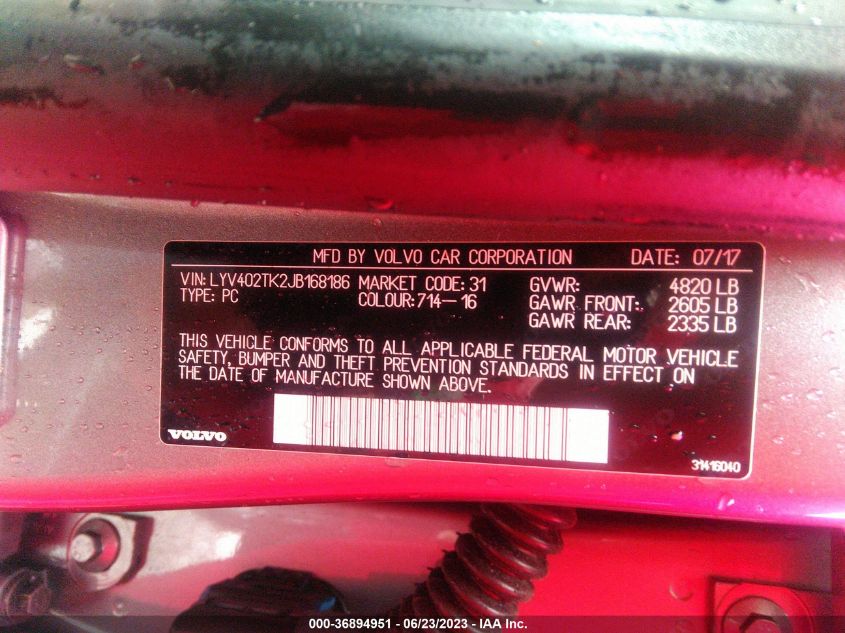 MFD BY VOLVO CAR CORPORATION DATE: 07/17
VIN: LYV402TK2JB168186 MARKET CODE: 31 GVWR: 4820 LB
TYPE: PC COLOUR: 714-16 GAWR FRONT: 2605 LB
GAWR REAR: 2335 LB
THIS VEHICLE CONFORMS TO ALL APPLICABLE FEDERAL MOTOR VEHICLE
SAFETY, BUMPER AND THEFT PREVENTION STANDARDS IN EFFECT ON
THE DATE OF MANUFACTURE SHOWN ABOVE.
VOLVO
31416040
000-36894951 - 06/23/2023 - IAA Inc.